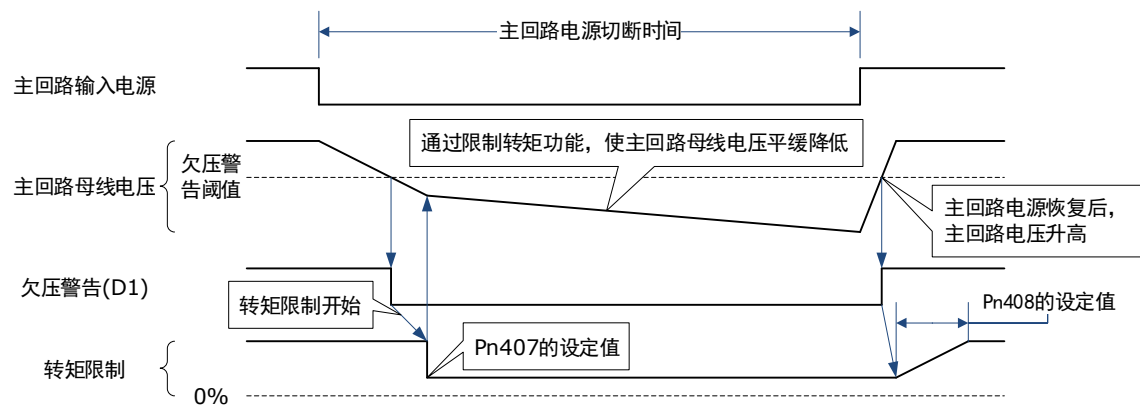 主回路电源切断时间
主回路输入电源
通过限制转矩功能，使主回路母线电压平缓降低
欠压警
告阈值
主回路母线电压
主回路电源恢复后，
主回路电压升高
欠压警告(D1)
转矩限制开始
Pn408的设定值
Pn407的设定值
转矩限制
0%